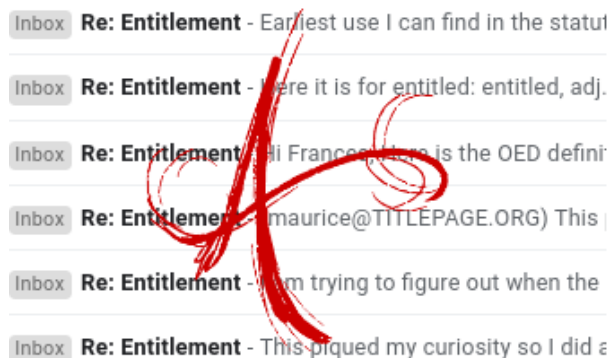 Inbox Re: Entitlement - Earliest use I can find in the statut
Inbox Re: Entitlement - Here it is for entitled: entitled, adj.
Inbox Re: Entitlement - Hi Frances, Here is the OED defini
Inbox Re: Entitlement - (maurice@TITLEPAGE.ORG) This
Inbox Re: Entitlement - I'm trying to figure out when the
Inbox Re: Entitlement - This piqued my curiosity so I did a